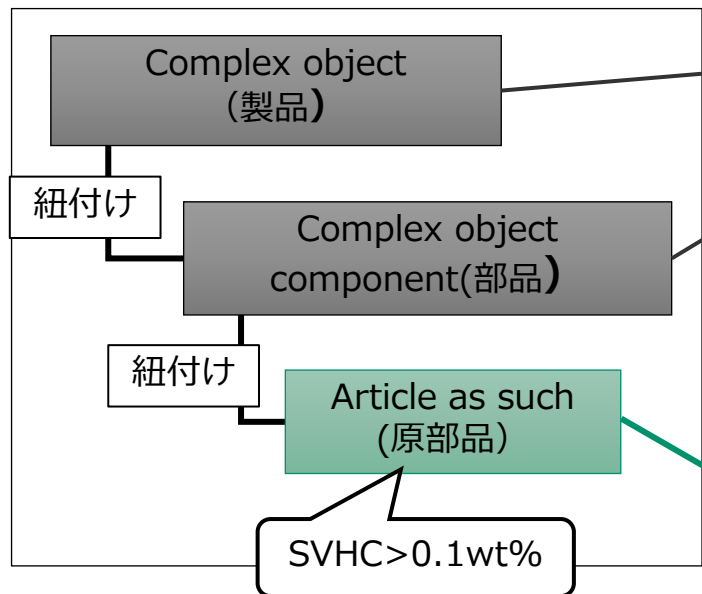 Complex object
（製品）
紐付け
Complex object
component(部品）
紐付け
Article as such
(原部品）
SVHC>0.1wt%